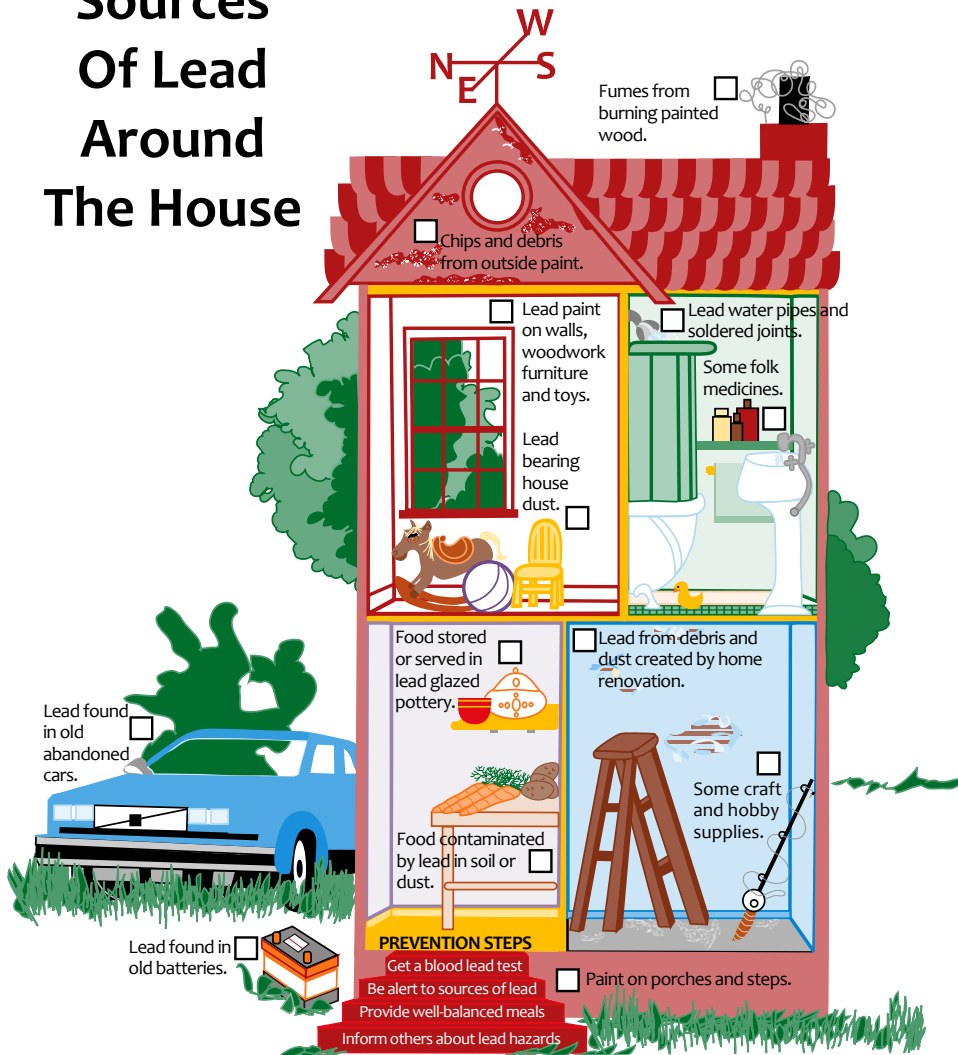 Sources
Of Lead
Around
The House
W
N
S
E
Fumes from
burning painted
wood.
Chips and debris
from outside paint.
Lead paint
on walls,
woodwork
furniture
and toys.
Lead
bearing
house
dust.
Lead water pipes and
soldered joints.
Some folk
medicines.
Food stored
or served in
lead glazed
pottery.
Lead from debris and
dust created by home
renovation.
Lead found
in old
abandoned
cars.
Some craft
and hobby
supplies.
Food contaminated
by lead in soil or
dust.
Lead found in
old batteries.
PREVENTION STEPS
Get a blood lead test
Be alert to sources of lead
Provide well-balanced meals
Inform others about lead hazards
Paint on porches and steps.